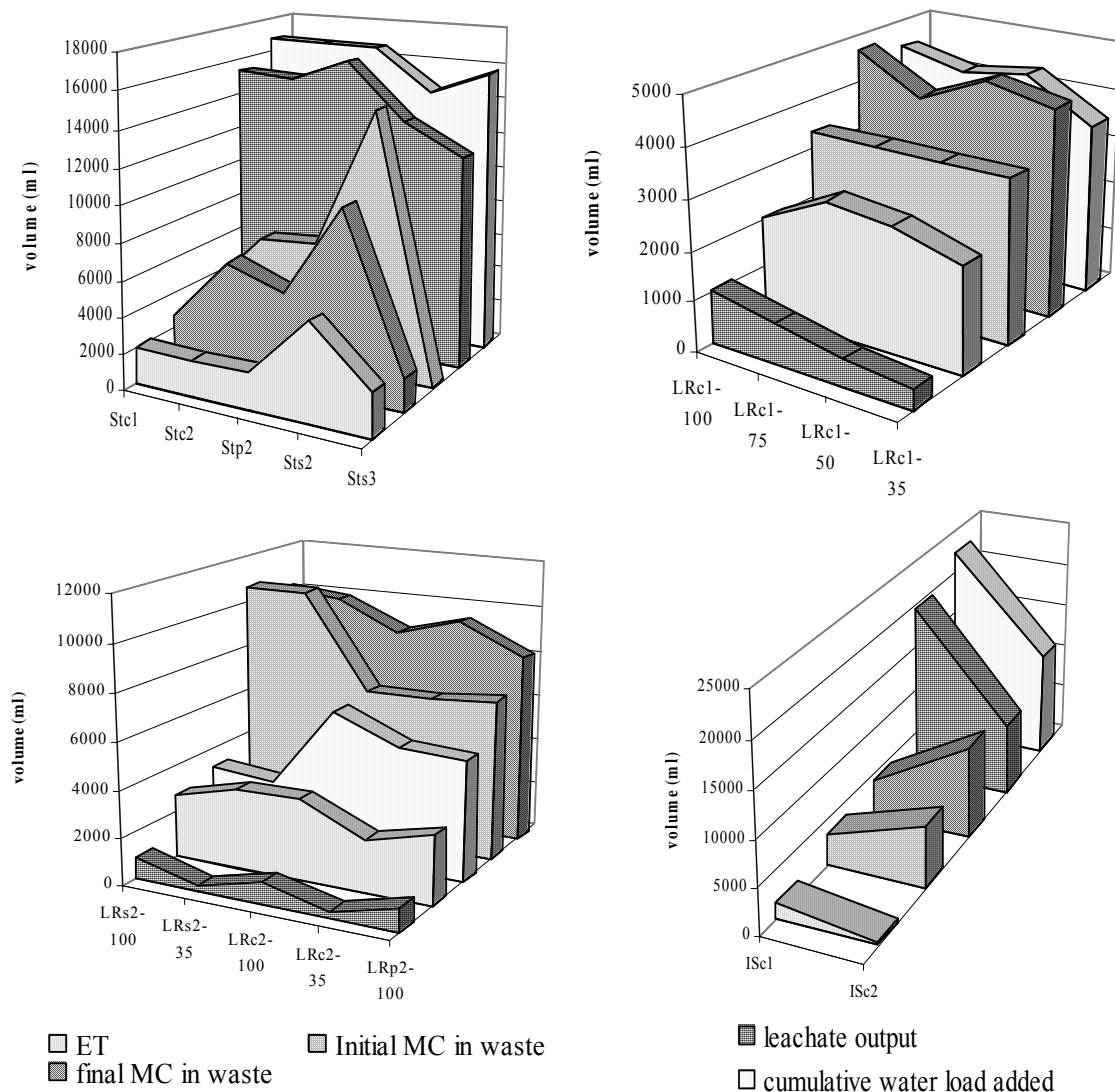 18000
16000
14000
12000
10000
8000
6000
4000
2000
0
volume (ml)
Stc1
Stc2
Stp2
Sts2
Sts3
5000
4000
3000
2000
1000
0
volume (ml)
LRc1-
100
LRc1-
75
LRc1-
50
LRc1-
35
12000
10000
8000
6000
4000
2000
0
volume (ml)
LRs2-
100
LRs2-
35
LRc2-
100
LRc2-
35
LRp2-
100
25000
20000
15000
10000
5000
0
volume (ml)
ISc1
ISc2
ET
Initial MC in waste
final MC in waste
leachate output
cumulative water load added